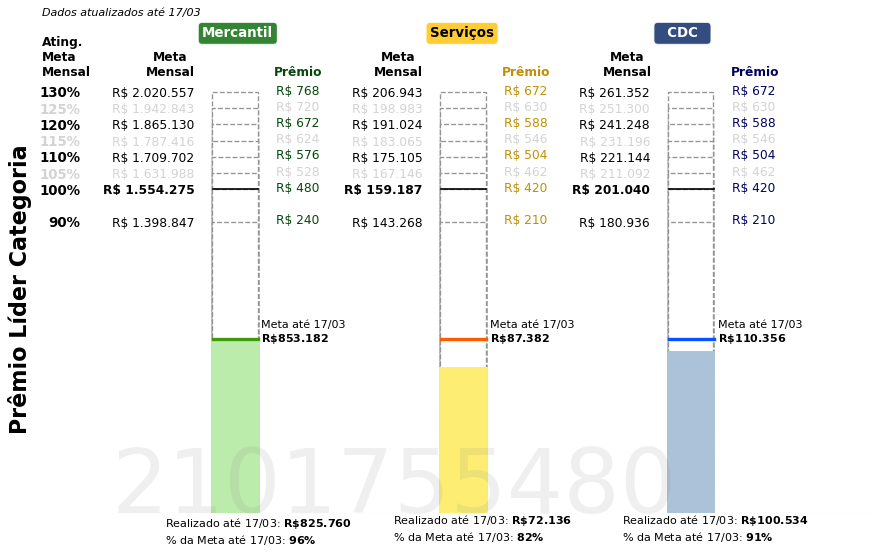 Dados atualizados até 17/03
Mercantil Serviços CDC
Ating. Meta Mensal Meta Mensal Prêmio Meta Mensal Prêmio Meta Mensal Prêmio
130% R$ 2.020.557 R$ 768 R$ 206.943 R$ 672 R$ 261.352 R$ 672
125% R$ 1.942.843 R$ 720 R$ 198.983 R$ 630 R$ 251.300 R$ 630
120% R$ 1.865.130 R$ 672 R$ 191.024 R$ 588 R$ 241.248 R$ 588
115% R$ 1.787.416 R$ 624 R$ 183.065 R$ 546 R$ 231.196 R$ 546
110% R$ 1.709.702 R$ 576 R$ 175.105 R$ 504 R$ 221.144 R$ 504
105% R$ 1.631.988 R$ 528 R$ 167.146 R$ 462 R$ 211.092 R$ 462
100% R$ 1.554.275 R$ 480 R$ 159.187 R$ 420 R$ 201.040 R$ 420
90% R$ 1.398.847 R$ 240 R$ 143.268 R$ 210 R$ 180.936 R$ 210
Prêmio Líder Categoria
Meta até 17/03 Meta até 17/03 Meta até 17/03
R$853.182 R$87.382 R$110.356
2101755480
Realizado até 17/03: R$825.760 Realizado até 17/03: R$72.136 Realizado até 17/03: R$100.534
% da Meta até 17/03: 96% % da Meta até 17/03: 82% % da Meta até 17/03: 91%